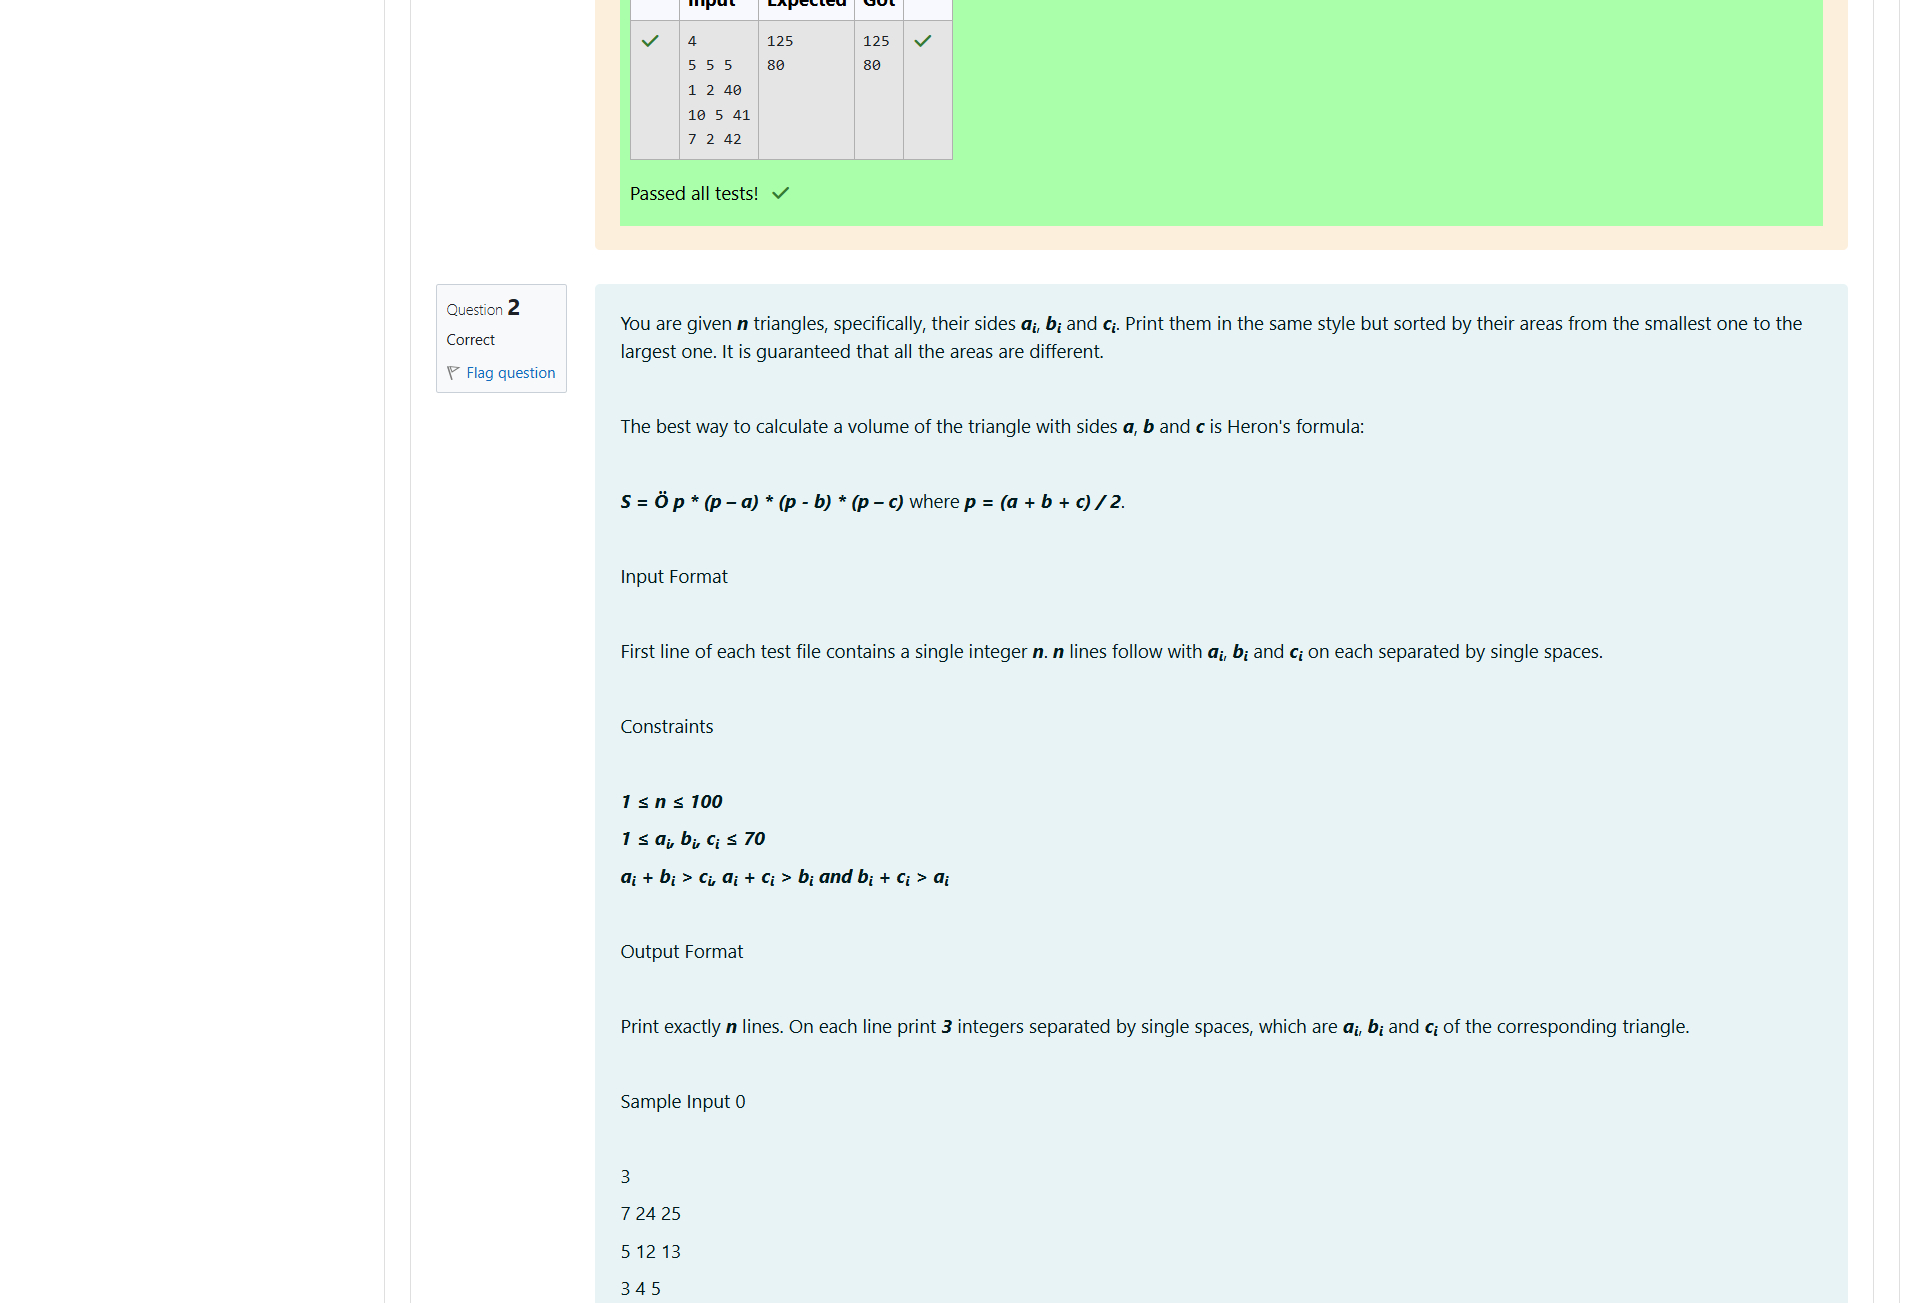 Input Expected Got
4 125 125
5 5 5 80 80
1 2 40
10 5 41
7 2 42
Passed all tests!
Question 2
Correct
Flag question
You are given n triangles, specifically, their sides ai, bi and ci. Print them in the same style but sorted by their areas from the smallest one to the
largest one. It is guaranteed that all the areas are different.
The best way to calculate a volume of the triangle with sides a, b and c is Heron's formula:
S = Ö p * (p – a) * (p - b) * (p – c) where p = (a + b + c) / 2.
Input Format
First line of each test file contains a single integer n. n lines follow with ai, bi and ci on each separated by single spaces.
Constraints
1 ≤ n ≤ 100
1 ≤ ai, bi, ci ≤ 70
ai + bi > ci, ai + ci > bi and bi + ci > ai
Output Format
Print exactly n lines. On each line print 3 integers separated by single spaces, which are ai, bi and ci of the corresponding triangle.
Sample Input 0
3
7 24 25
5 12 13
3 4 5